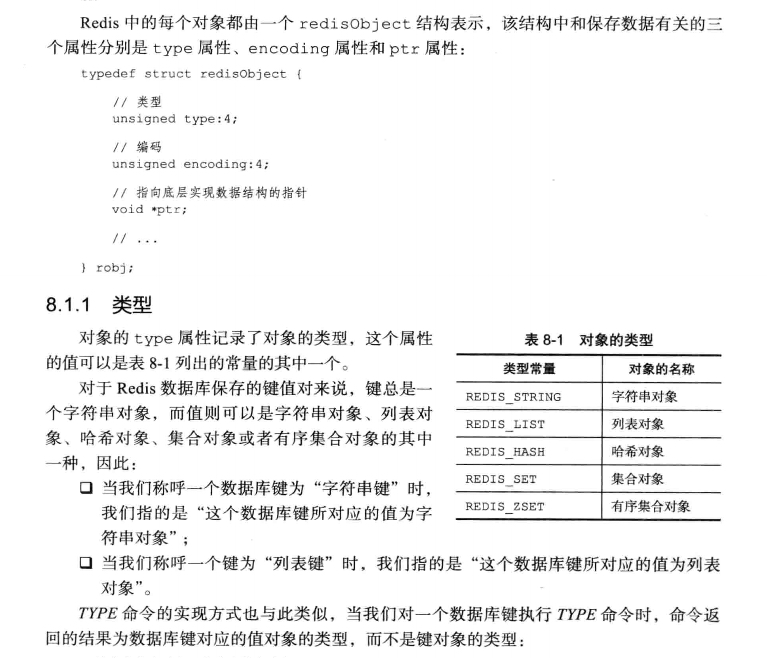 Redis 中的每个对象都由一个 redisObject 结构表示，该结构中和保存数据有关的三
个属性分别是 type 属性、encoding 属性和 ptr 属性：
typedef struct redisObject {
// 类型
unsigned type:4;
// 编码
unsigned encoding:4;
// 指向底层实现数据结构的指针
void *ptr;
// ...
} robj;
8.1.1 类型
对象的 type 属性记录了对象的类型，这个属性
的值可以是表 8-1 列出的常量的其中一个。
对于 Redis 数据库保存的键值对来说，键总是一
个字符串对象，而值则可以是字符串对象、列表对
象、哈希对象、集合对象或者有序集合对象的其中
一种，因此：
❑ 当我们称呼一个数据库键为“字符串键”时，
我们指的是“这个数据库键所对应的值为字
符串对象”；
表 8-1 对象的类型
类型常量 对象的名称
REDIS_STRING 字符串对象
REDIS_LIST 列表对象
REDIS_HASH 哈希对象
REDIS_SET 集合对象
REDIS_ZSET 有序集合对象
❑ 当我们称呼一个键为“列表键”时，我们指的是“这个数据库键所对应的值为列表
对象”。
TYPE 命令的实现方式也与此类似，当我们对一个数据库键执行 TYPE 命令时，命令返
回的结果为数据库键对应的值对象的类型，而不是键对象的类型：